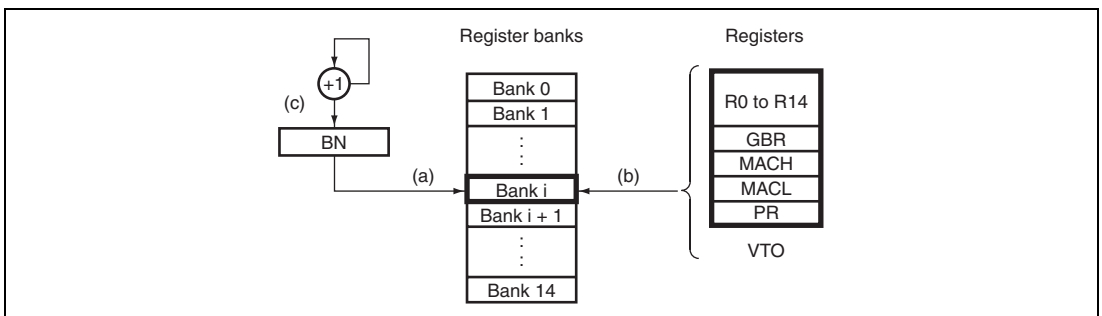 Register banks
Registers
+1
(c)
BN
(a)
Bank 0
Bank 1
:
:
Bank i
Bank i + 1
:
:
Bank 14
(b)
R0 to R14
GBR
MACH
MACL
PR
VTO